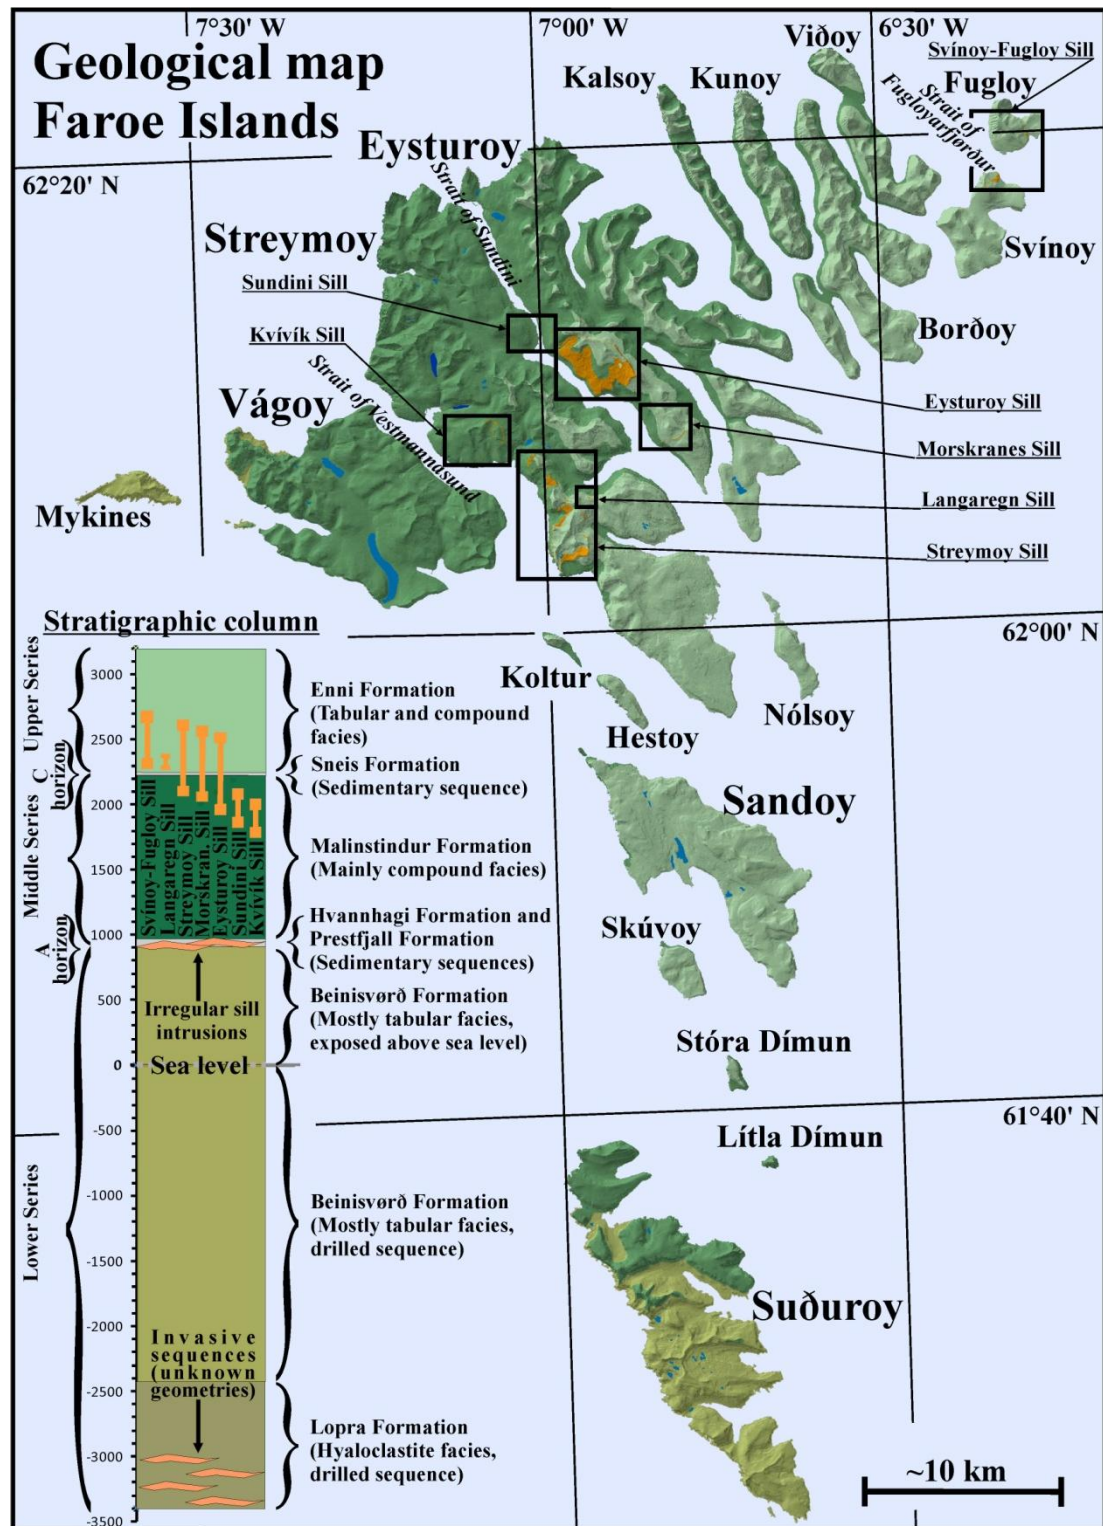 7°30' W
7°00' W
6°30' W
Geological map
Faroe Islands
Viðoy
Svínoy-Fugloy Sill
Kalsoy
Kunoy
Fugloy
Strait of
Fugloyarfjørður
Eysturoy
62°20' N
Strait of Sundini
Streymoy
Svínoy
Sundini Sill
Kvívík Sill
Borðoy
Strait of Vestmannasund
Vágoy
Eysturoy Sill
Morskranes Sill
Mykines
Langaregn Sill
Streymoy Sill
Stratigraphic column
62°00' N
Koltur
Nólsoy
Hestoy
Sandoy
Skúvoy
Stóra Dímun
61°40' N
Lítla Dímun
Suðuroy
~10 km
Upper Series
C
horizon
Middle Series
A
horizon
Lower Series
3000
2500
2000
1500
1000
500
0
-500
-1000
-1500
-2000
-2500
-3000
-3500
Svínoy-Fugloy Sill
Langaregn Sill
Streymoy Sill
Morskran. Sill
Eysturoy Sill
Sundini Sill
Kvívík Sill
Irregular sill
intrusions
Sea level
Invasive
sequences
(unknown
geometries)
Enni Formation
(Tabular and compound
facies)
Sneis Formation
(Sedimentary sequence)
Malinstindur Formation
(Mainly compound facies)
Hvannhagi Formation and
Prestfjall Formation
(Sedimentary sequences)
Beinisvørð Formation
(Mostly tabular facies,
exposed above sea level)
Beinisvørð Formation
(Mostly tabular facies,
drilled sequence)
Lopra Formation
(Hyaloclastite facies,
drilled sequence)